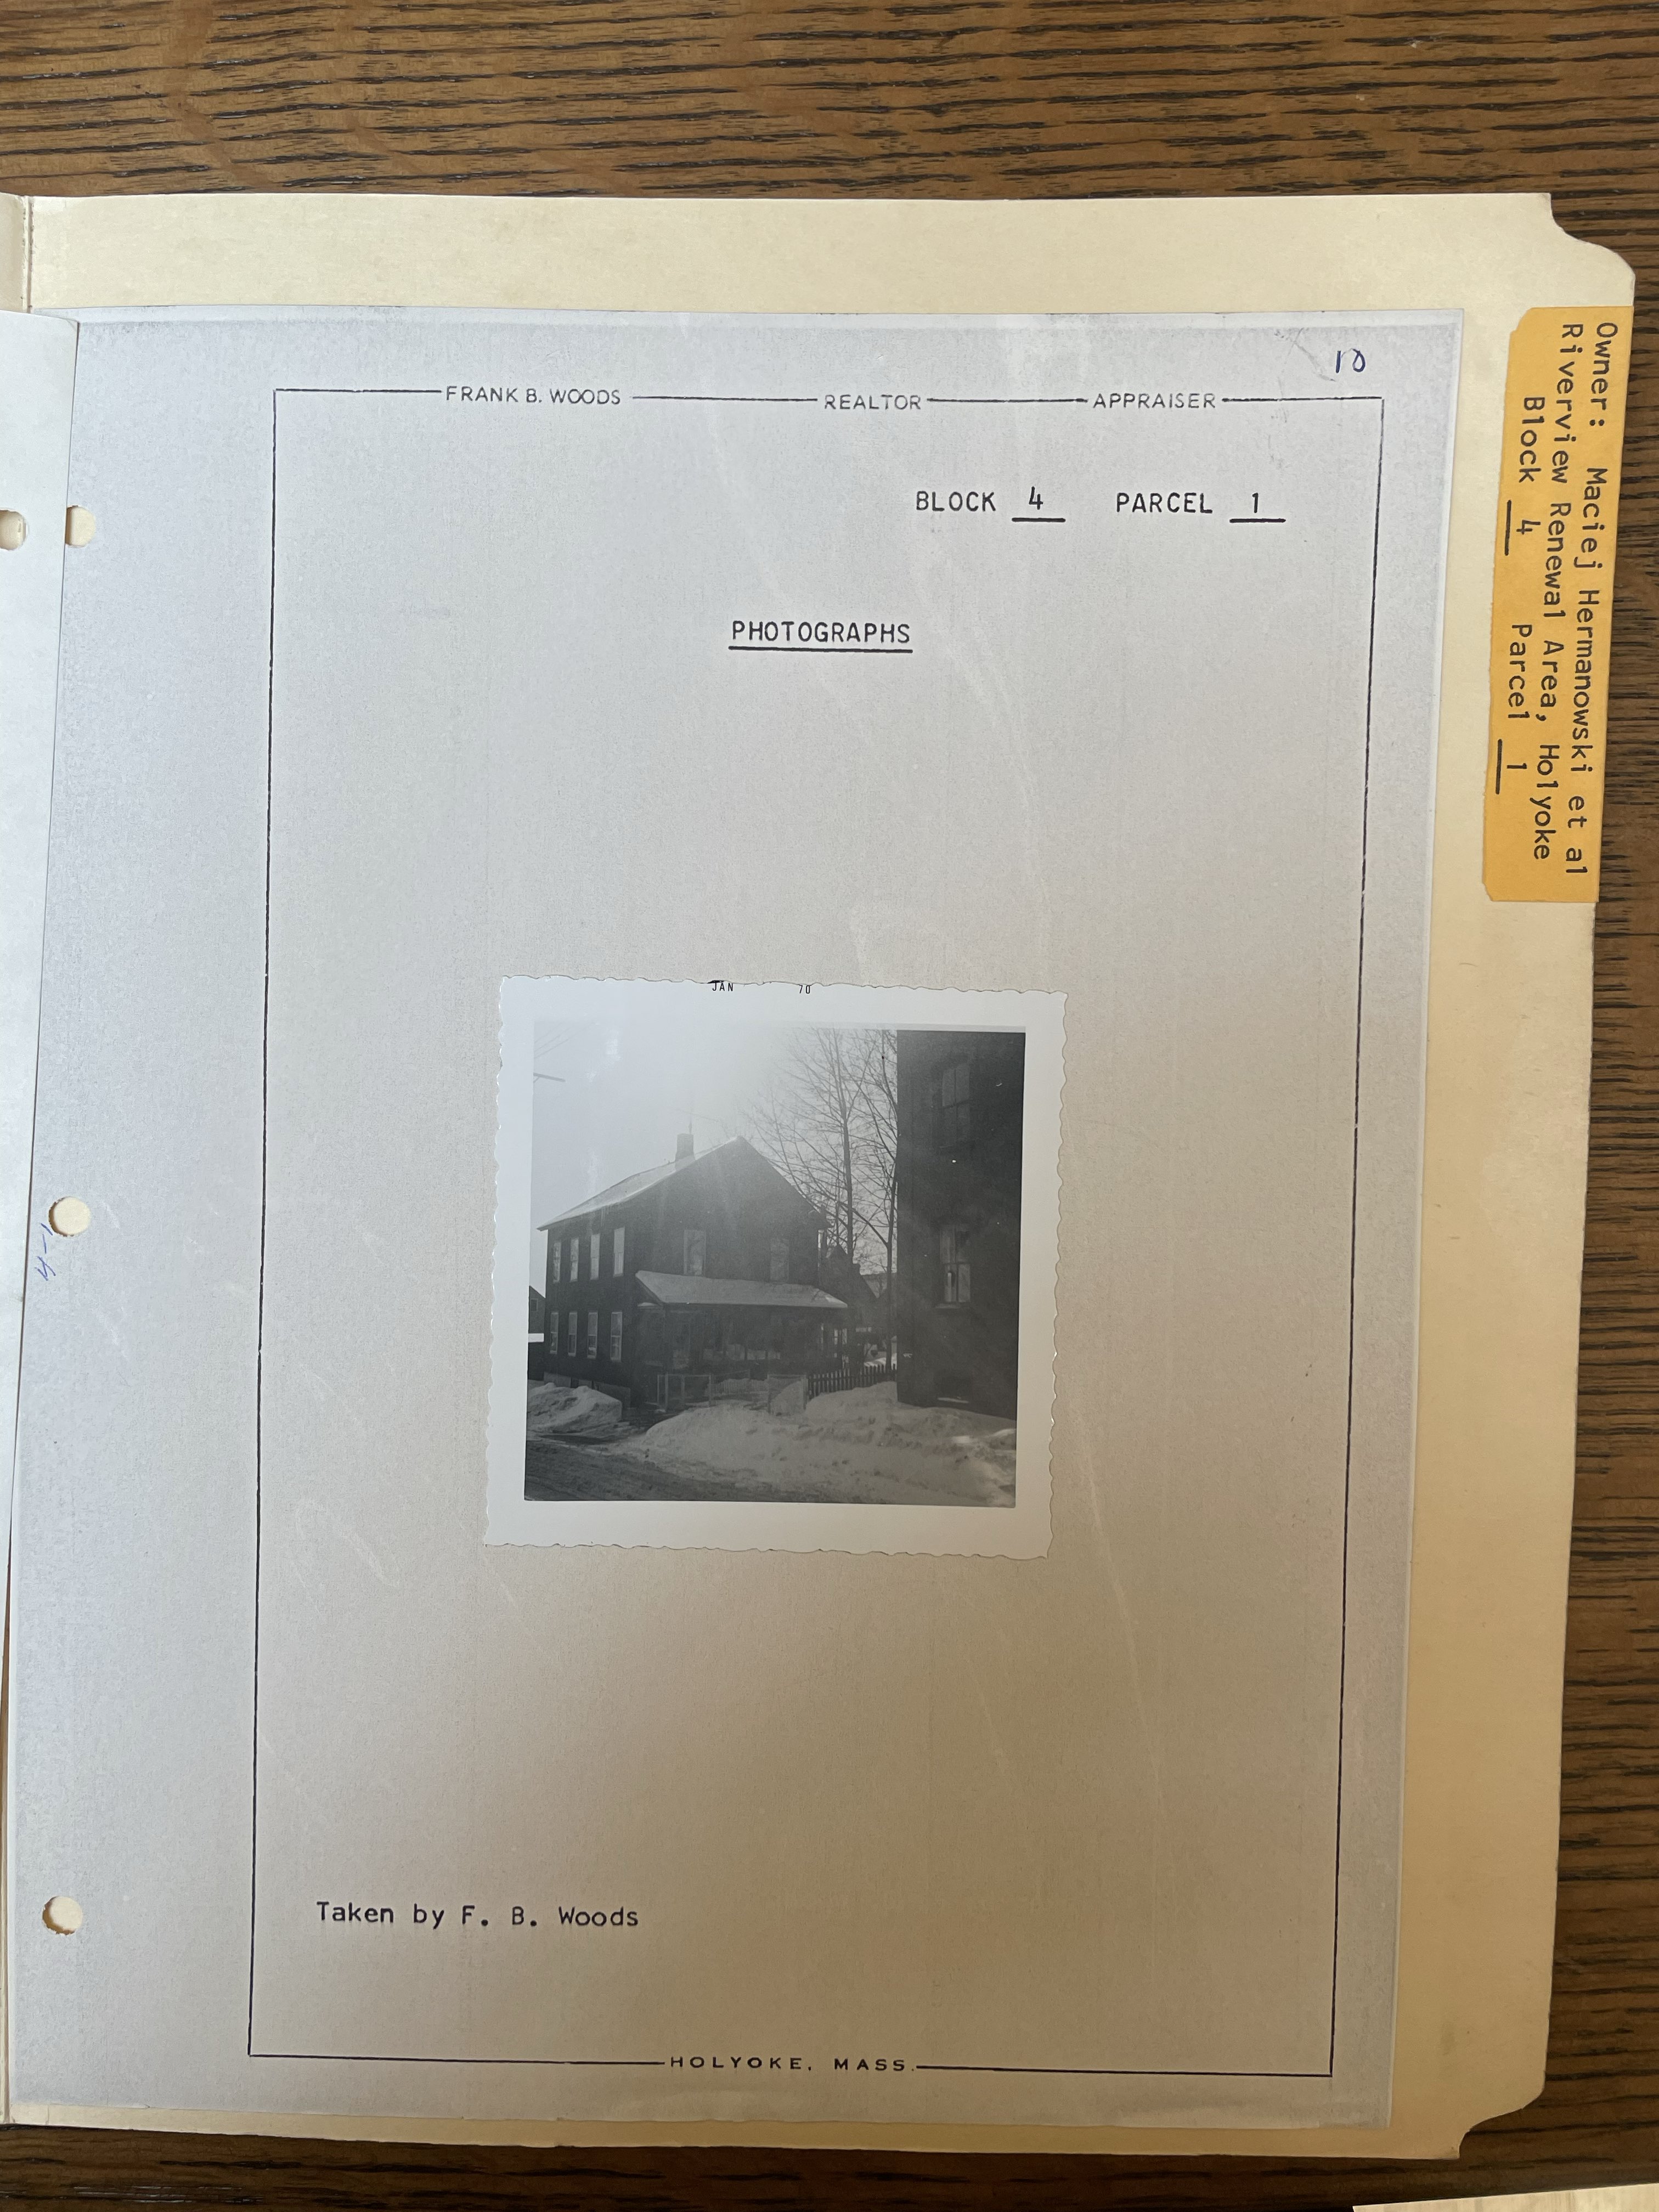 10
FRANK B. WOODS REALTOR APPRAISER
BLOCK 4 PARCEL 1
PHOTOGRAPHS
JAN 70
Taken by F. B. Woods
HOLYOKE, MASS.
Owner: Maciej Hermanowski et al
Riverview Renewal Area, Holyoke
Block 4 Parcel 1
4-1